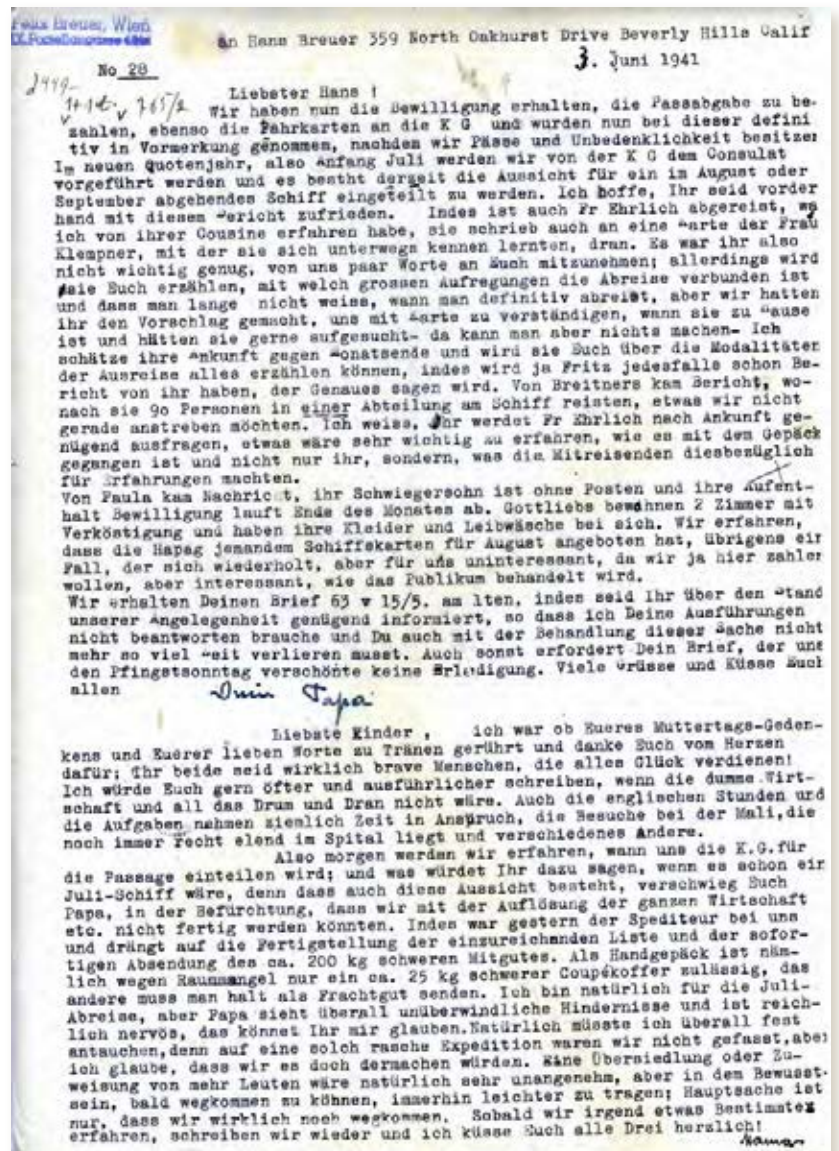 Felix Breuer, Wien
an Hans Breuer 359 North Oakhurst Drive Beverly Hills Calif
No 28
3. Juni 1941
Liebster Hans !
Wir haben nun die Bewilligung erhalten, die Passabgabe zu be-
zahlen, ebenso die Fahrkarten an die K G und wurden nun bei dieser defini
tiv in Vormerkung genommen, nachdem wir Pässe und Unbedenklichkeit besitzen
Im neuen Quotenjahr, also Anfang Juli werden wir von der K G dem Consulat
vorgeführt werden und es bestht derzeit die Aussicht für ein im August oder
September abgehendes Schiff eingeteilt zu werden. Ich hoffe, Ihr seid vorder
hand mit diesem Bericht zufrieden. Indes ist auch Fr Ehrlich abgereist, wo
ich von ihrer Cousine erfahren habe, sie schrieb auch an eine Karte der Frau
Klempner, mit der sie sich unterwegs kennen lernten, dran. Es war ihr also
nicht wichtig genug, von uns paar Worte an Euch mitzunehmen; allerdings wird
sie Euch erzählen, mit welch grossen Aufregungen die Abreise verbunden ist
und dass man lange nicht weiss, wann man definitiv abreist, aber wir hatten
ihr den Vorschlag gemacht, uns mit Karte zu verständigen, wann sie zu Hause
ist und hätten sie gerne aufgesucht- da kann man aber nichts machen- Ich
schätze ihre Ankunft gegen Monatsende und wird sie Euch über die Modalitäten
der Ausreise alles erzählen können, indes wird ja Fritz jedesfalls schon Be-
richt von ihr haben, der Genaues sagen wird. Von Breitners kam Bericht, wo-
nach sie 90 Personen in einer Abteilung am Schiff reisten, etwas wir nicht
gerade anstreben möchten. Ich weiss, Ihr werdet Fr Ehrlich nach Ankunft ge-
nügend ausfragen, etwas wäre sehr wichtig zu erfahren, wie es mit dem Gepäck
gegangen ist und nicht nur ihr, sondern, was die Mitreisenden diesbezüglich
für Erfahrungen machten.
Von Paula kam Nachricht, ihr Schwiegersohn ist ohne Posten und ihre Aufent-
halt Bewilligung lauft Ende des Monates ab. Gottliebs bewohnen 2 Zimmer mit
Verköstigung und haben ihre Kleider und Leibwäsche bei sich. Wir erfahren,
dass die Hapag jemandem Schiffskarten für August angeboten hat, übrigens ein
Fall, der sich wiederholt, aber für uns uninteressant, da wir ja hier zahlen
wollen, aber interessant, wie das Publikum behandelt wird.
Wir erhalten Deinen Brief 63 v 15/5. am 1ten, indes seid Ihr über den Stand
unserer Angelegenheit genügend informiert, so dass ich Deine Ausführungen
nicht beantworten brauche und Du auch mit der Behandlung dieser Sache nicht
mehr so viel Zeit verlieren musst. Auch sonst erfordert Dein Brief, der uns
den Pfingstsonntag verschönte keine Erledigung. Viele Grüsse und Küsse Euch
allen Dein Papa
Liebste Kinder , ich war ob Eueres Muttertags-Geden-
kens und Euerer lieben Worte zu Tränen gerührt und danke Euch vom Herzen
dafür; Ihr beide seid wirklich brave Menschen, die alles Glück verdienen!
Ich würde Euch gern öfter und ausführlicher schreiben, wenn die dumme Wirt-
schaft und all das Drum und Dran nicht wäre. Auch die englischen Stunden und
die Aufgaben nehmen ziemlich Zeit in Anspruch, die Besuche bei der Mali,die
noch immer recht elend im Spital liegt und verschiedenes Andere.
Also morgen werden wir erfahren, wann uns die K.G.für
die Passage einteilen wird; und was würdet Ihr dazu sagen, wenn es schon ein
Juli-Schiff wäre, denn dass auch diese Aussicht besteht, verschwieg Euch
Papa, in der Befürchtung, dass wir mit der Auflösung der ganzen Wirtschaft
etc. nicht fertig werden könnten. Indes war gestern der Spediteur bei uns
und drängt auf die Fertigstellung der einzureichenden Liste und der sofor-
tigen Absendung des ca. 200 kg schweren Mitgutes. Als Handgepäck ist näm-
lich wegen Raummangel nur ein ca. 25 kg schwerer Coupékoffer zulässig, das
andere muss man halt als Frachtgut senden. Ich bin natürlich für die Juli-
Abreise, aber Papa sieht überall unüberwindliche Hindernisse und ist reich-
lich nervös, das könnet Ihr mir glauben.Natürlich müsste ich überall fest
antauchen,denn auf eine solch rasche Expedition waren wir nicht gefasst,aber
ich glaube, dass wir es doch dermachen würden. Eine Übersiedlung oder Zu-
weisung von mehr Leuten wäre natürlich sehr unangenehm, aber in dem Bewusst-
sein, bald wegkommen zu können, immerhin leichter zu tragen; Hauptsache ist
nur, dass wir wirklich noch wegkommen. Sobald wir irgend etwas Bestimmtes
erfahren, schreiben wir wieder und ich küsse Euch alle Drei herzlich!
Mama